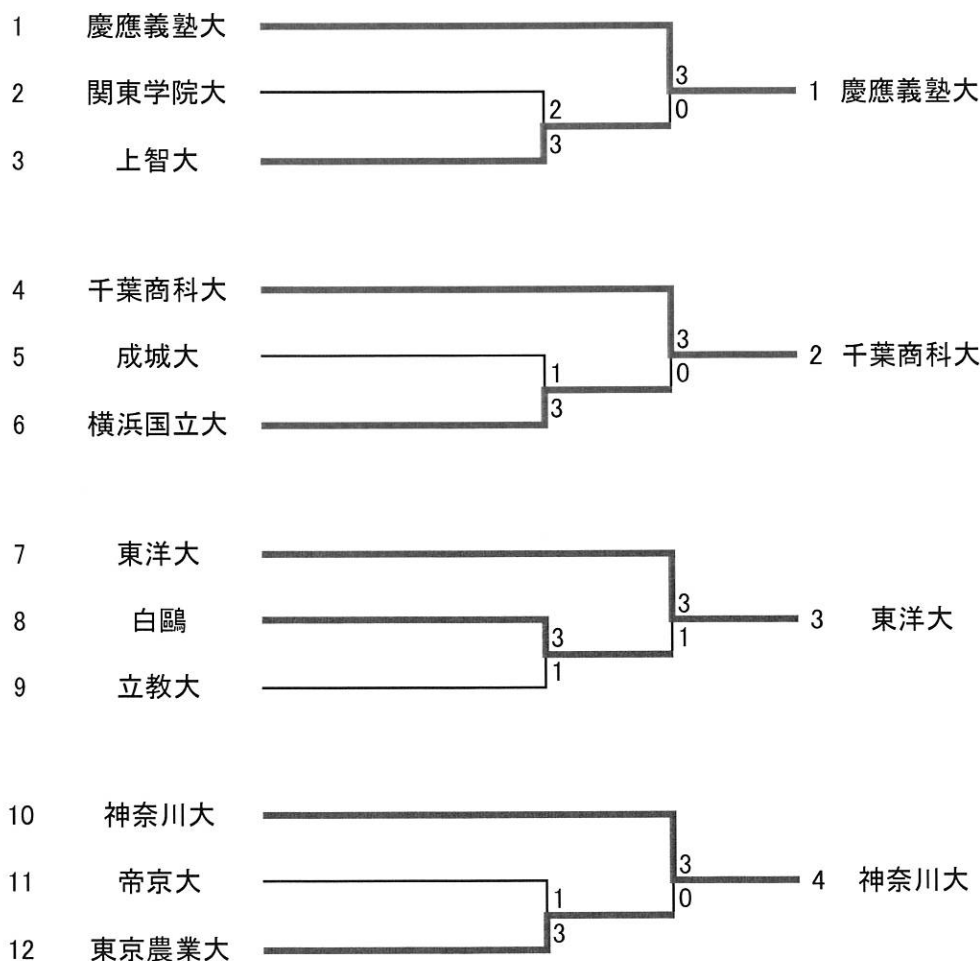 1 慶應義塾大
3
2 関東学院大
0
1 慶應義塾大
2
3
3 上智大
4 千葉商科大
3
5 成城大
0
2 千葉商科大
1
3
6 横浜国立大
7 東洋大
3
8 白鷗
1
3 東洋大
3
1
9 立教大
10 神奈川大
3
11 帝京大
0
4 神奈川大
1
3
12 東京農業大